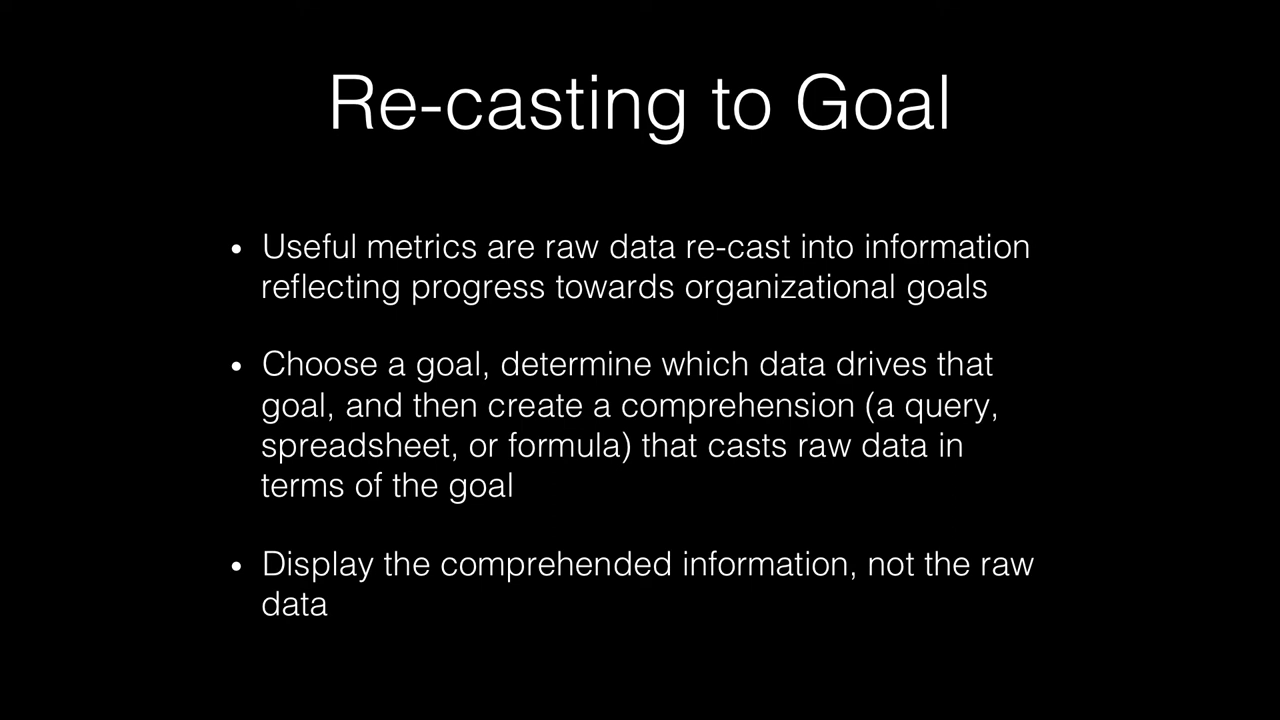 Re-casting to Goal
• Useful metrics are raw data re-cast into information
reflecting progress towards organizational goals
• Choose a goal, determine which data drives that
goal, and then create a comprehension (a query,
spreadsheet, or formula) that casts raw data in
terms of the goal
• Display the comprehended information, not the raw
data